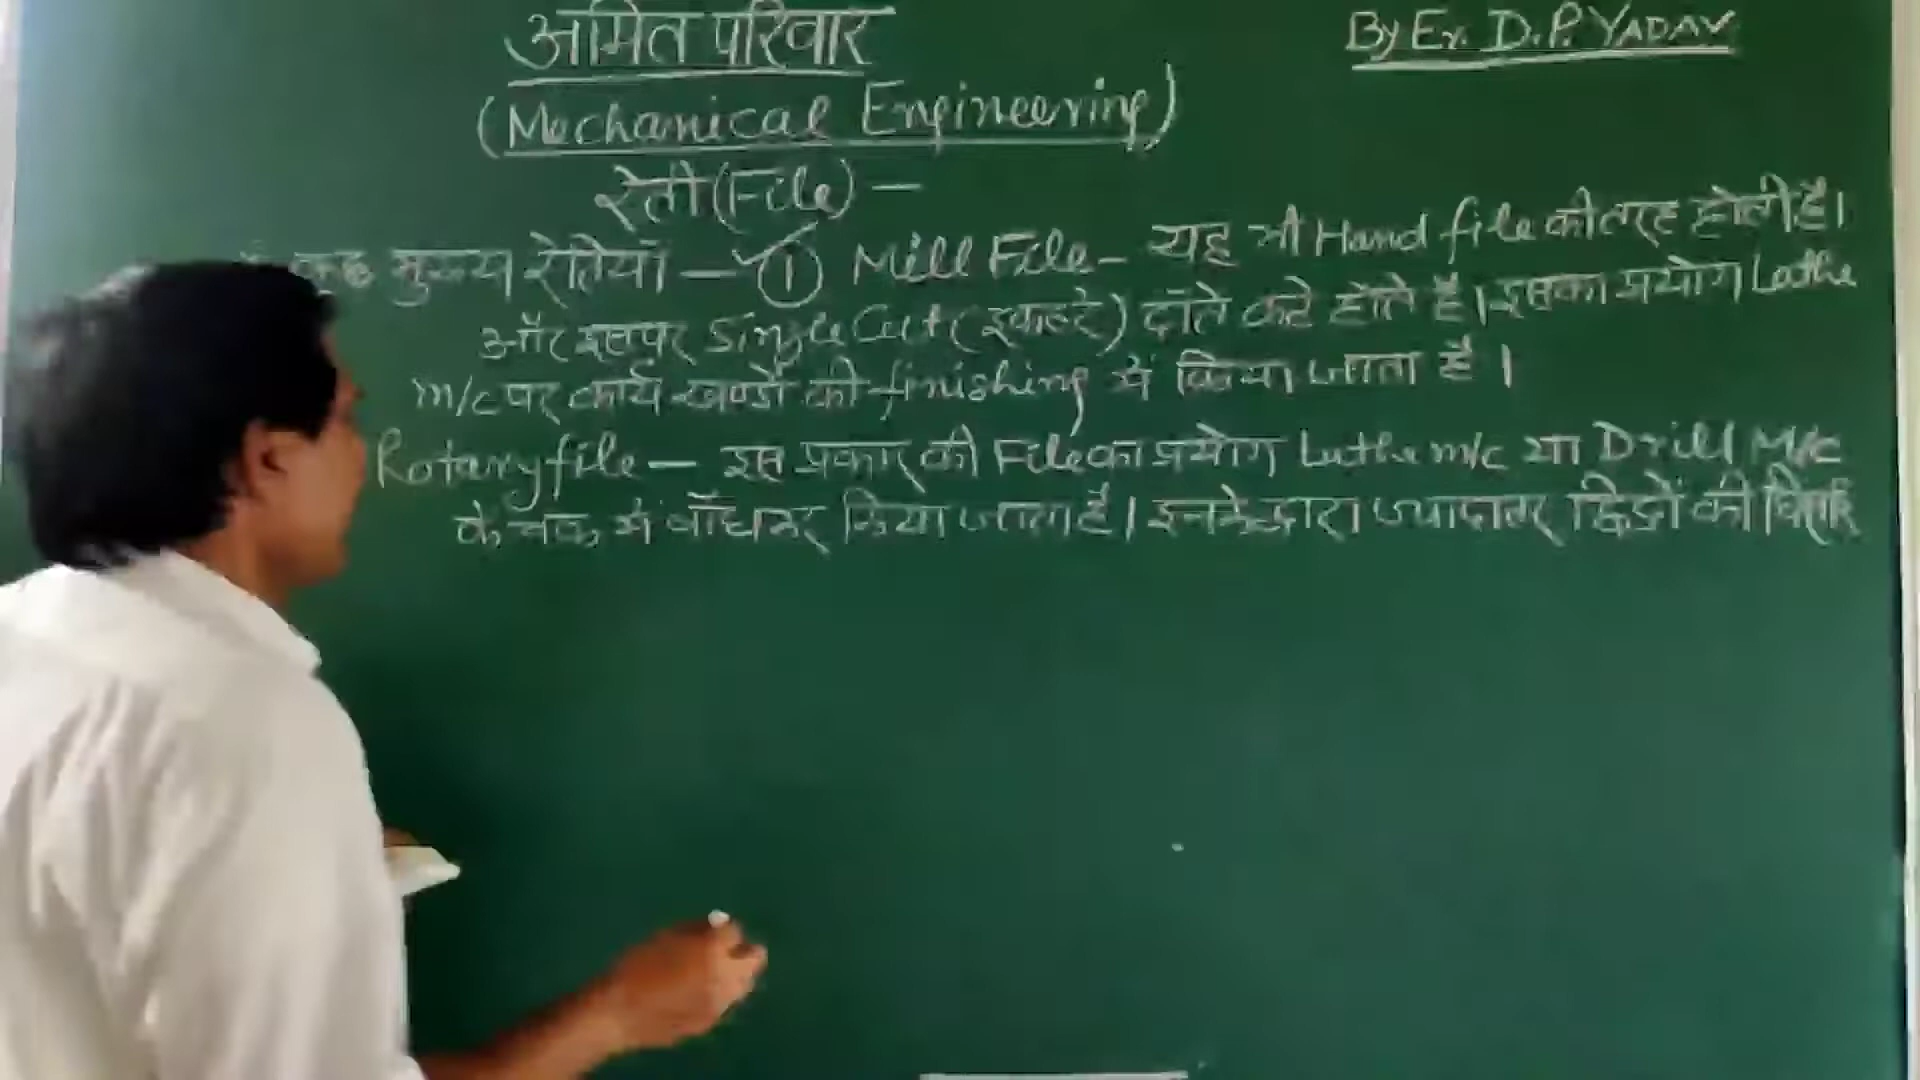 अमित परिवार
By Er. D.P. YADAV
(Mechanical Engineering)
रेती (File) —
कुछ मुख्य रेतियाँ — ① Mill File – यह भी Hand file की तरह होती है।
और इसपर Single Cut (इकहरे) दाँते कटे होते है। इसका प्रयोग Lathe
m/c पर कार्य खण्डों की finishing में किया जाता है।
Rotary file — इस प्रकार की File का प्रयोग Lathe m/c या Drill M/c
के चक में बाँधकर किया जाता है। इनके द्वारा ज्यादातर छिद्रों की घिसाई